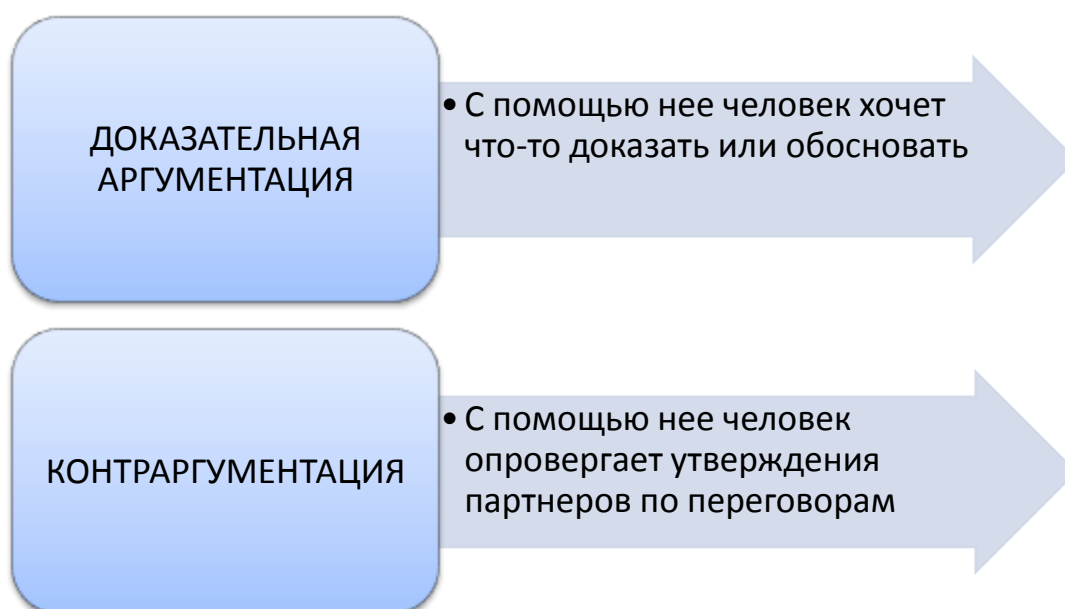 ДОКАЗАТЕЛЬНАЯ
АРГУМЕНТАЦИЯ
• С помощью нее человек хочет
что-то доказать или обосновать
КОНТРАРГУМЕНТАЦИЯ
• С помощью нее человек
опровергает утверждения
партнеров по переговорам